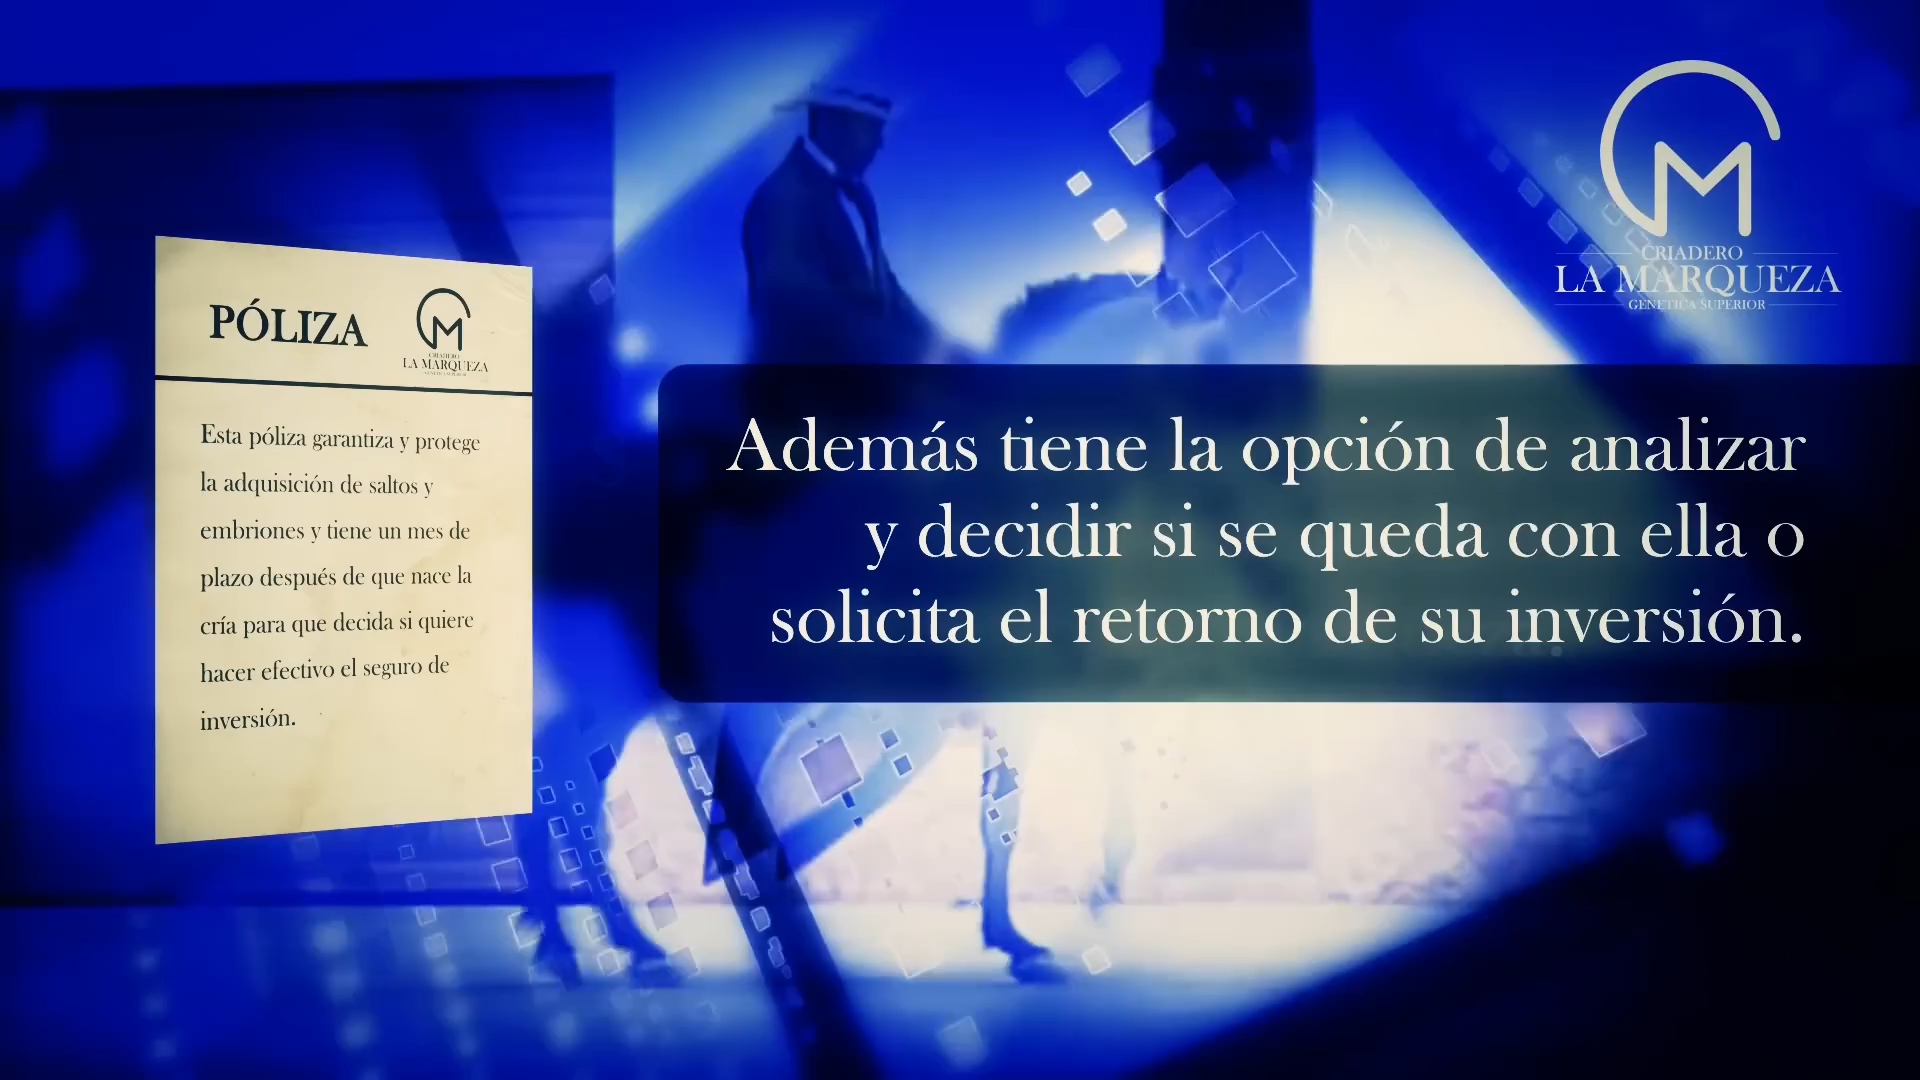 CRIADERO
LA MARQUEZA
GENÉTICA SUPERIOR
PÓLIZA
CRIADERO
LA MARQUEZA
GENÉTICA SUPERIOR
Esta póliza garantiza y protege
la adquisición de saltos y
embriones y tiene un mes de
plazo después de que nace la
cría para que decida si quiere
hacer efectivo el seguro de
inversión.
Además tiene la opción de analizar
y decidir si se queda con ella o
solicita el retorno de su inversión.